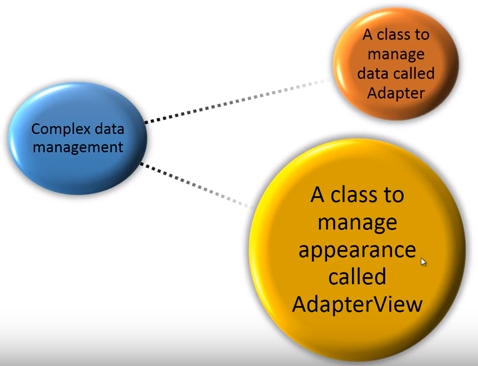 A class to
manage
data called
Adapter
Complex data
management
A class to
manage
appearance
called
AdapterView